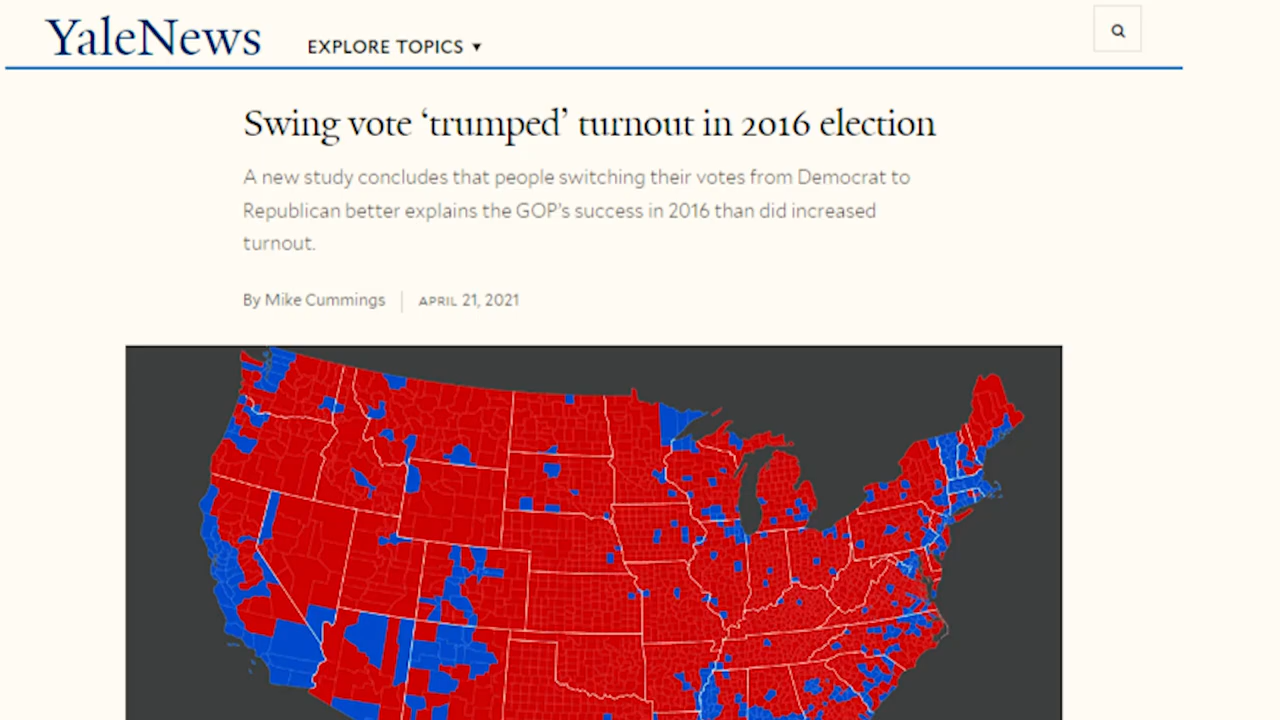 YaleNews
EXPLORE TOPICS ▼
Swing vote ‘trumped’ turnout in 2016 election
A new study concludes that people switching their votes from Democrat to
Republican better explains the GOP’s success in 2016 than did increased
turnout.
By Mike Cummings | APRIL 21, 2021